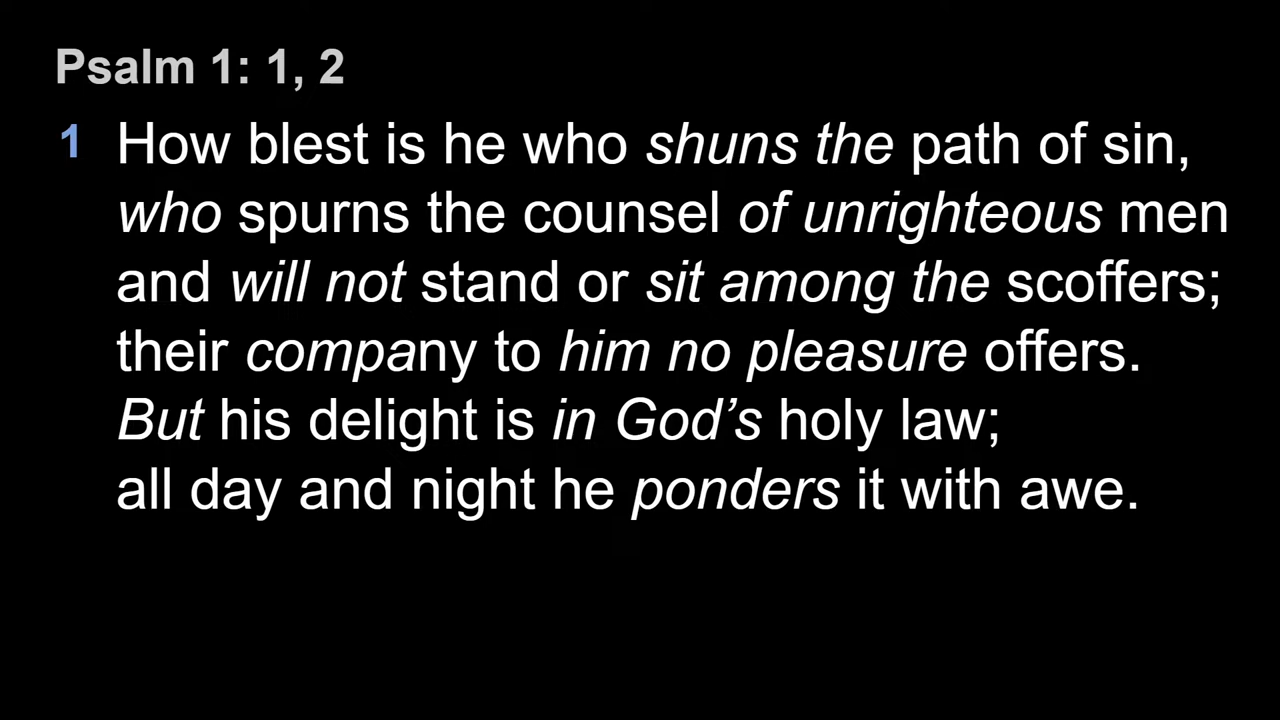 Psalm 1: 1, 2
1 How blest is he who shuns the path of sin,
who spurns the counsel of unrighteous men
and will not stand or sit among the scoffers;
their company to him no pleasure offers.
But his delight is in God’s holy law;
all day and night he ponders it with awe.